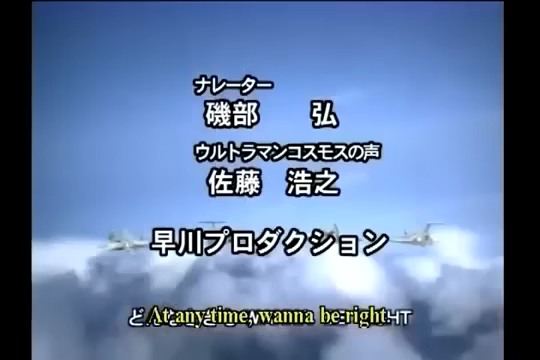 ナレーター
磯部　　弘
ウルトラマンコスモスの声
佐藤　浩之
早川プロダクション
At any time, wanna be right.